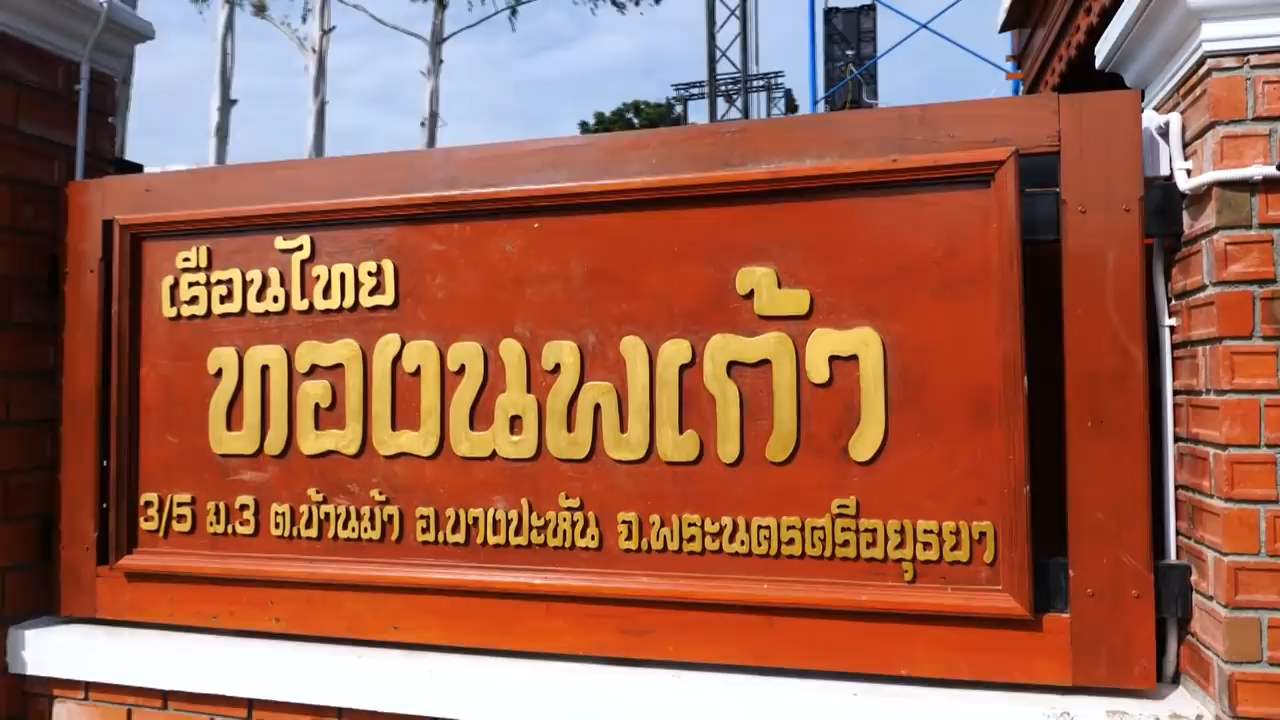 เรือนไทย
ทองนพเก้า
3/5 ม.3 ต.บ้านม้า อ.บางปะหัน จ.พระนครศรีอยุธยา